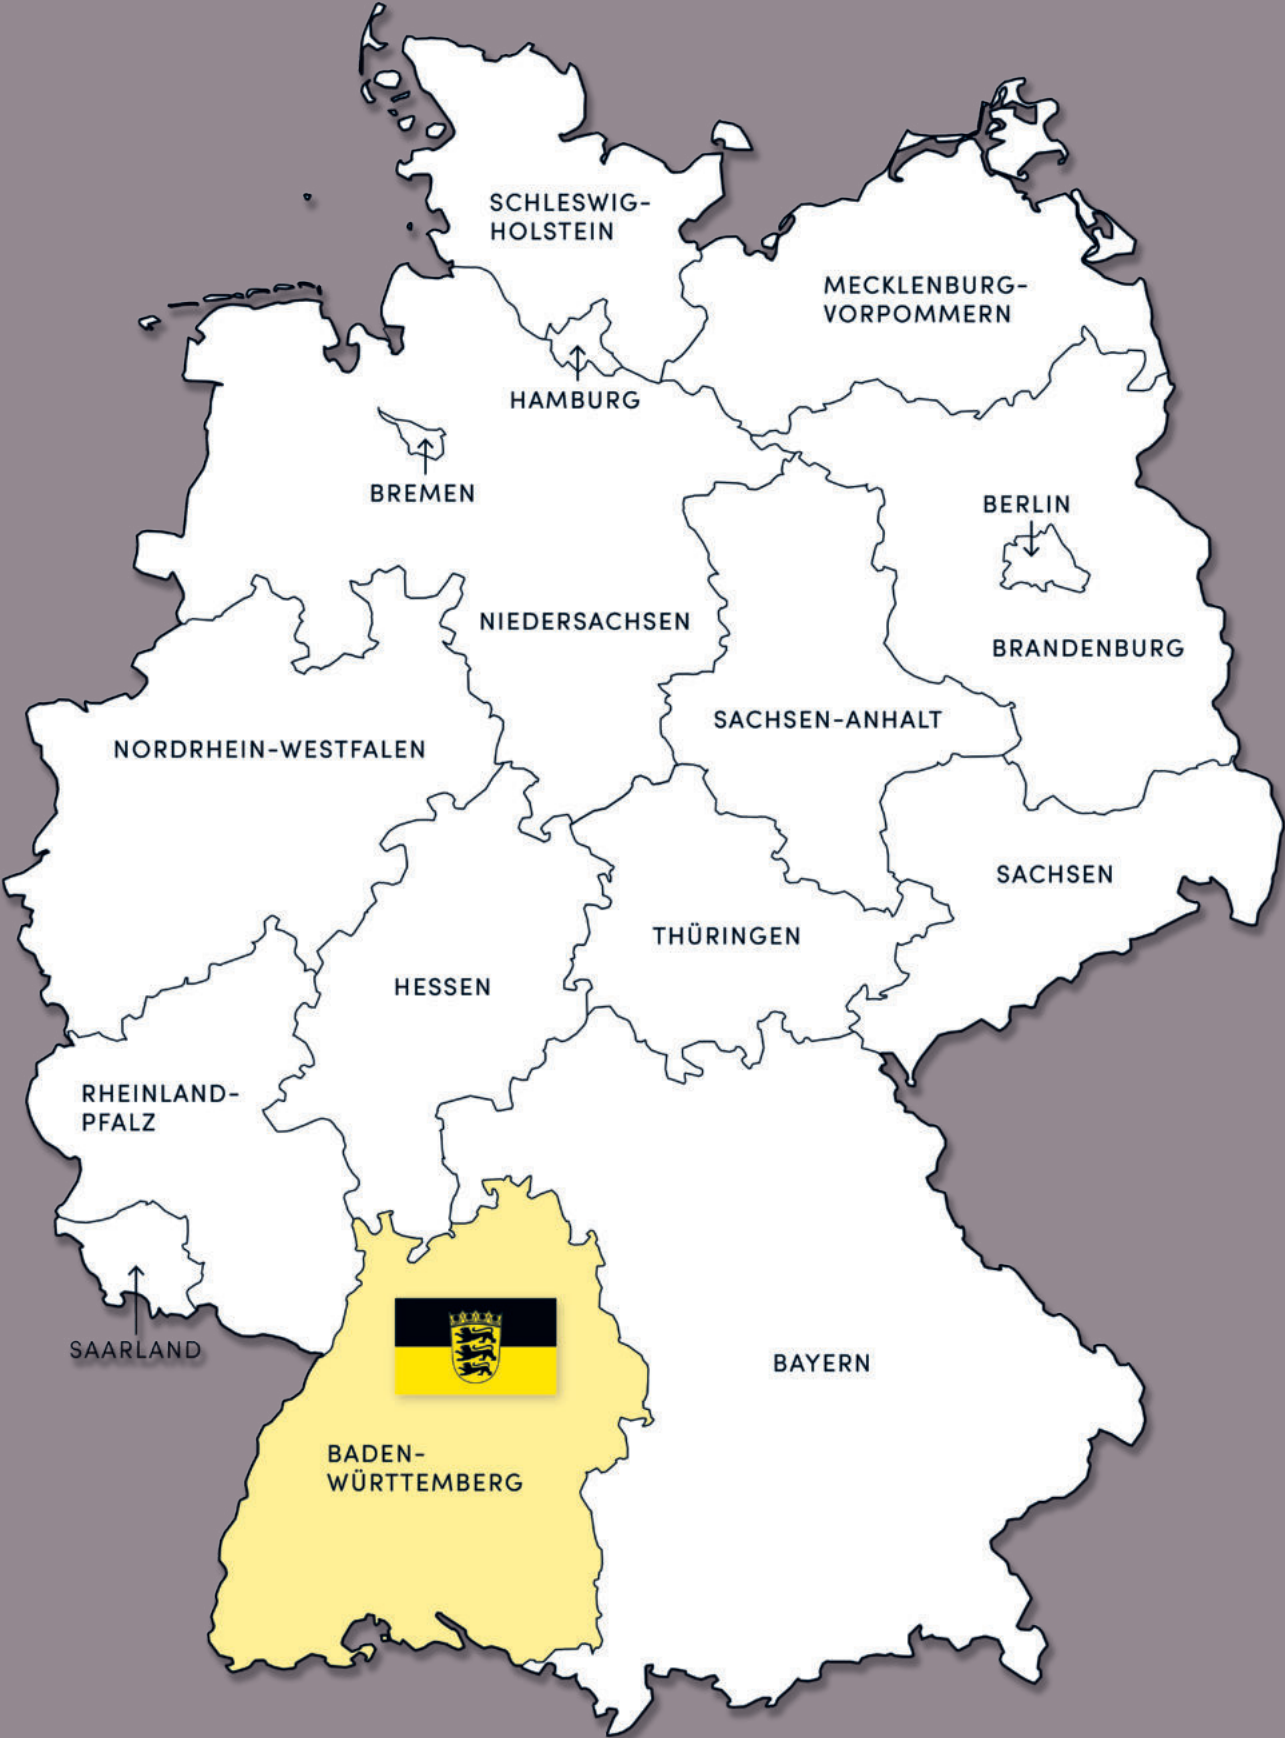 SCHLESWIG-
HOLSTEIN
MECKLENBURG-
VORPOMMERN
HAMBURG
BREMEN
BERLIN
NIEDERSACHSEN
BRANDENBURG
SACHSEN-ANHALT
NORDRHEIN-WESTFALEN
SACHSEN
THÜRINGEN
HESSEN
RHEINLAND-
PFALZ
SAARLAND
BAYERN
BADEN-
WÜRTTEMBERG